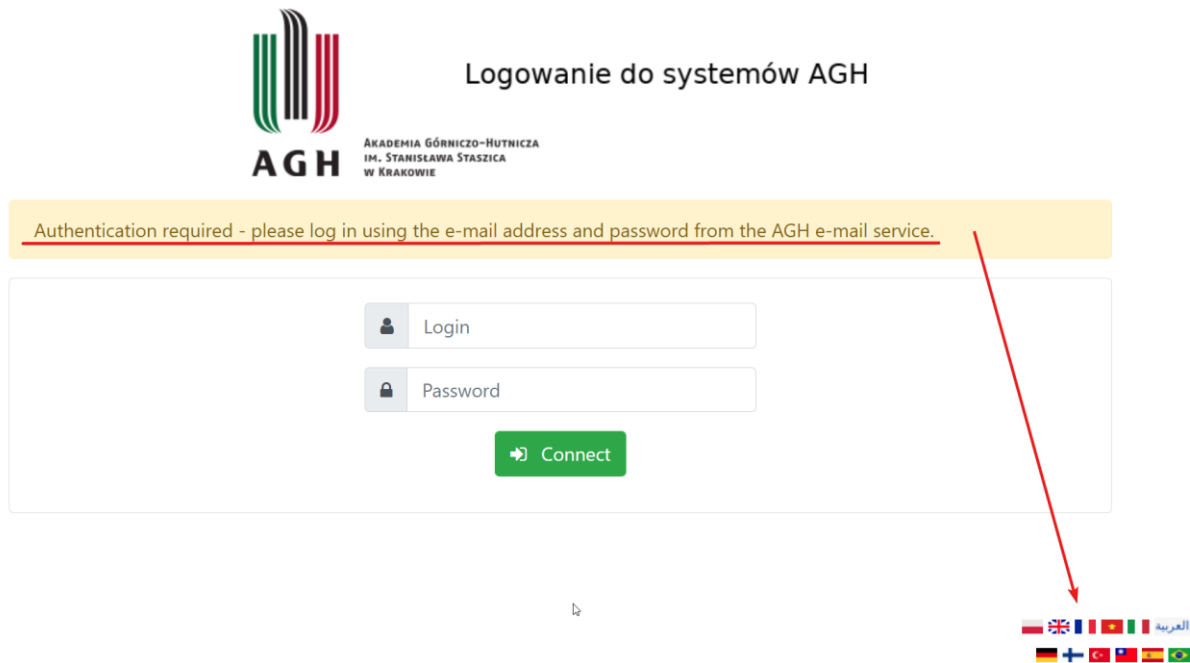 Logowanie do systemów AGH
AGH
Akademia Górniczo-Hutnicza
im. Stanisława Staszica
w Krakowie
Authentication required - please log in using the e-mail address and password from the AGH e-mail service.
Login
Password
Connect
العربية